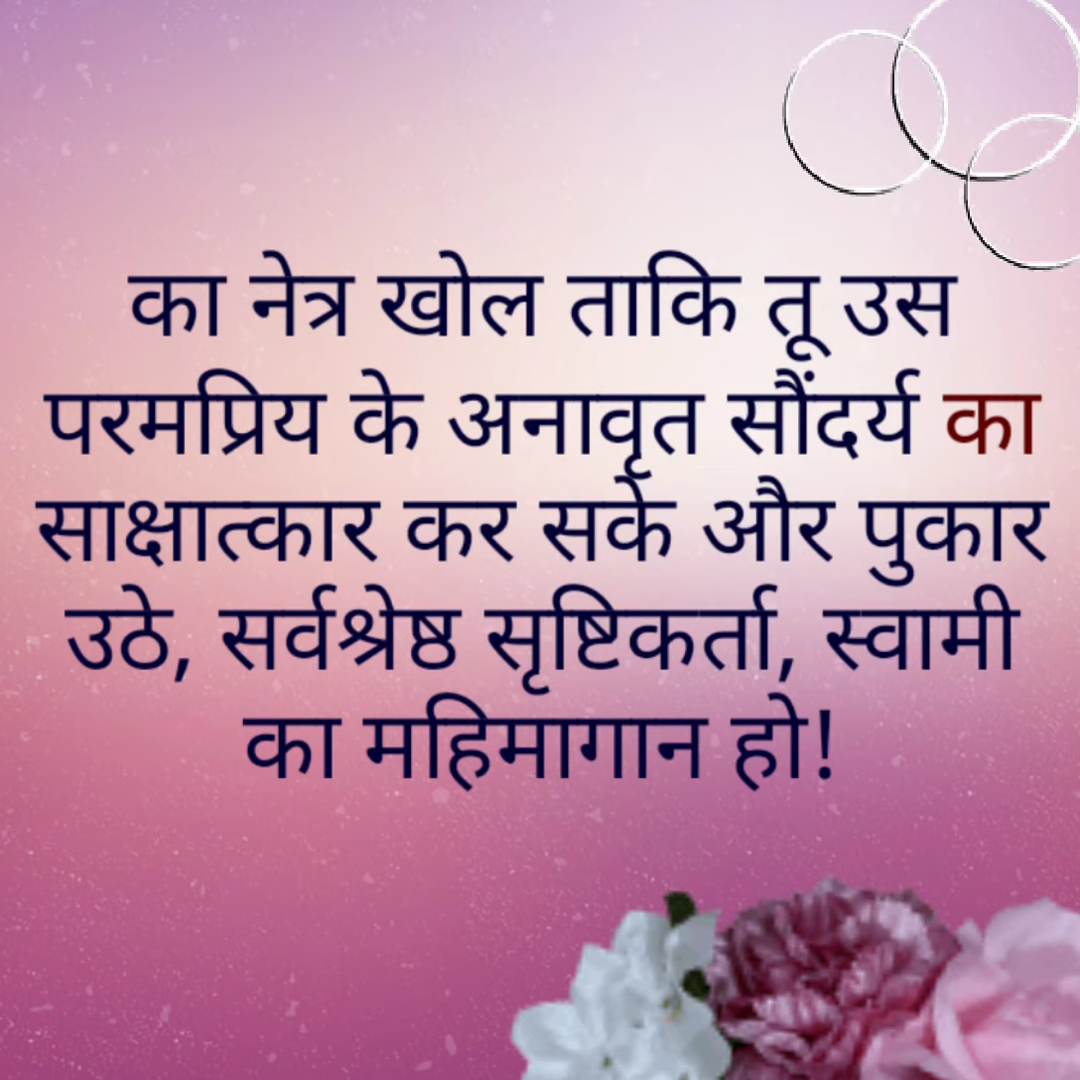 का नेत्र खोल ताकि तू उस
परमप्रिय के अनावृत सौंदर्य का
साक्षात्कार कर सके और पुकार
उठे, सर्वश्रेष्ठ सृष्टिकर्ता, स्वामी
का महिमागान हो!